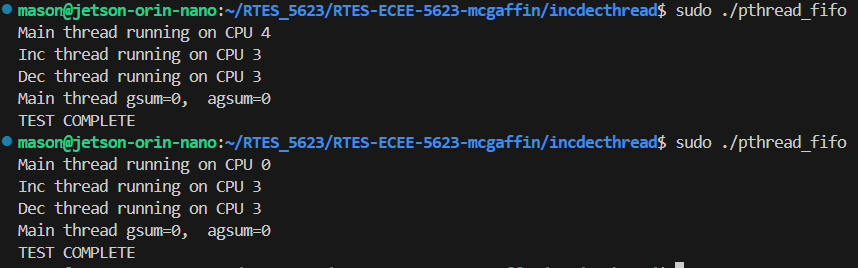 mason@jetson-orin-nano:~/RTES_5623/RTES-ECEE-5623-mcgaffin/incdecthread$ sudo ./pthread_fifo
Main thread running on CPU 4
Inc thread running on CPU 3
Dec thread running on CPU 3
Main thread gsum=0,  agsum=0
TEST COMPLETE
mason@jetson-orin-nano:~/RTES_5623/RTES-ECEE-5623-mcgaffin/incdecthread$ sudo ./pthread_fifo
Main thread running on CPU 0
Inc thread running on CPU 3
Dec thread running on CPU 3
Main thread gsum=0,  agsum=0
TEST COMPLETE